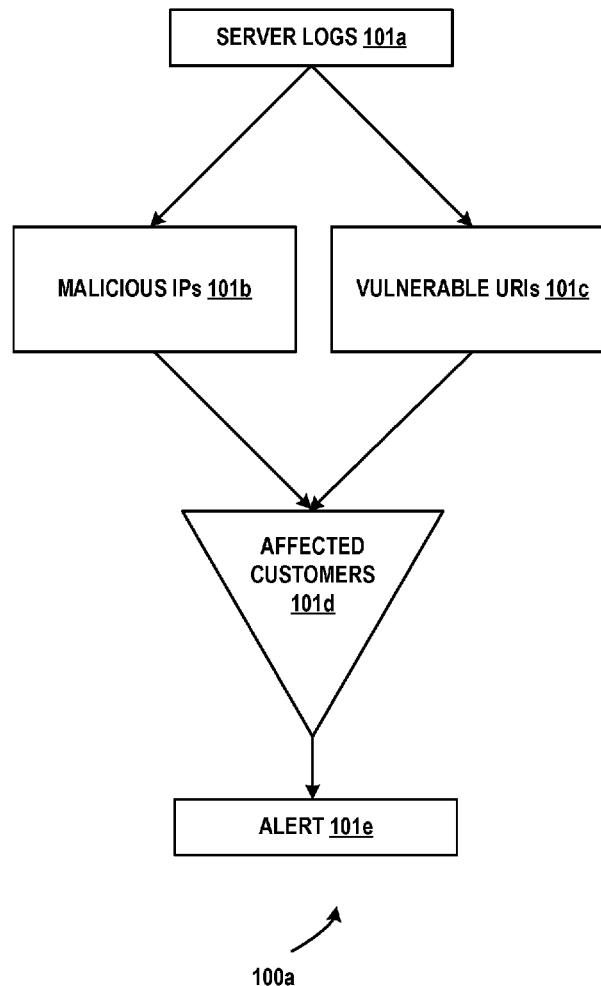 SERVER LOGS 101a
MALICIOUS IPs 101b
VULNERABLE URIs 101c
AFFECTED
CUSTOMERS
101d
ALERT 101e
100a